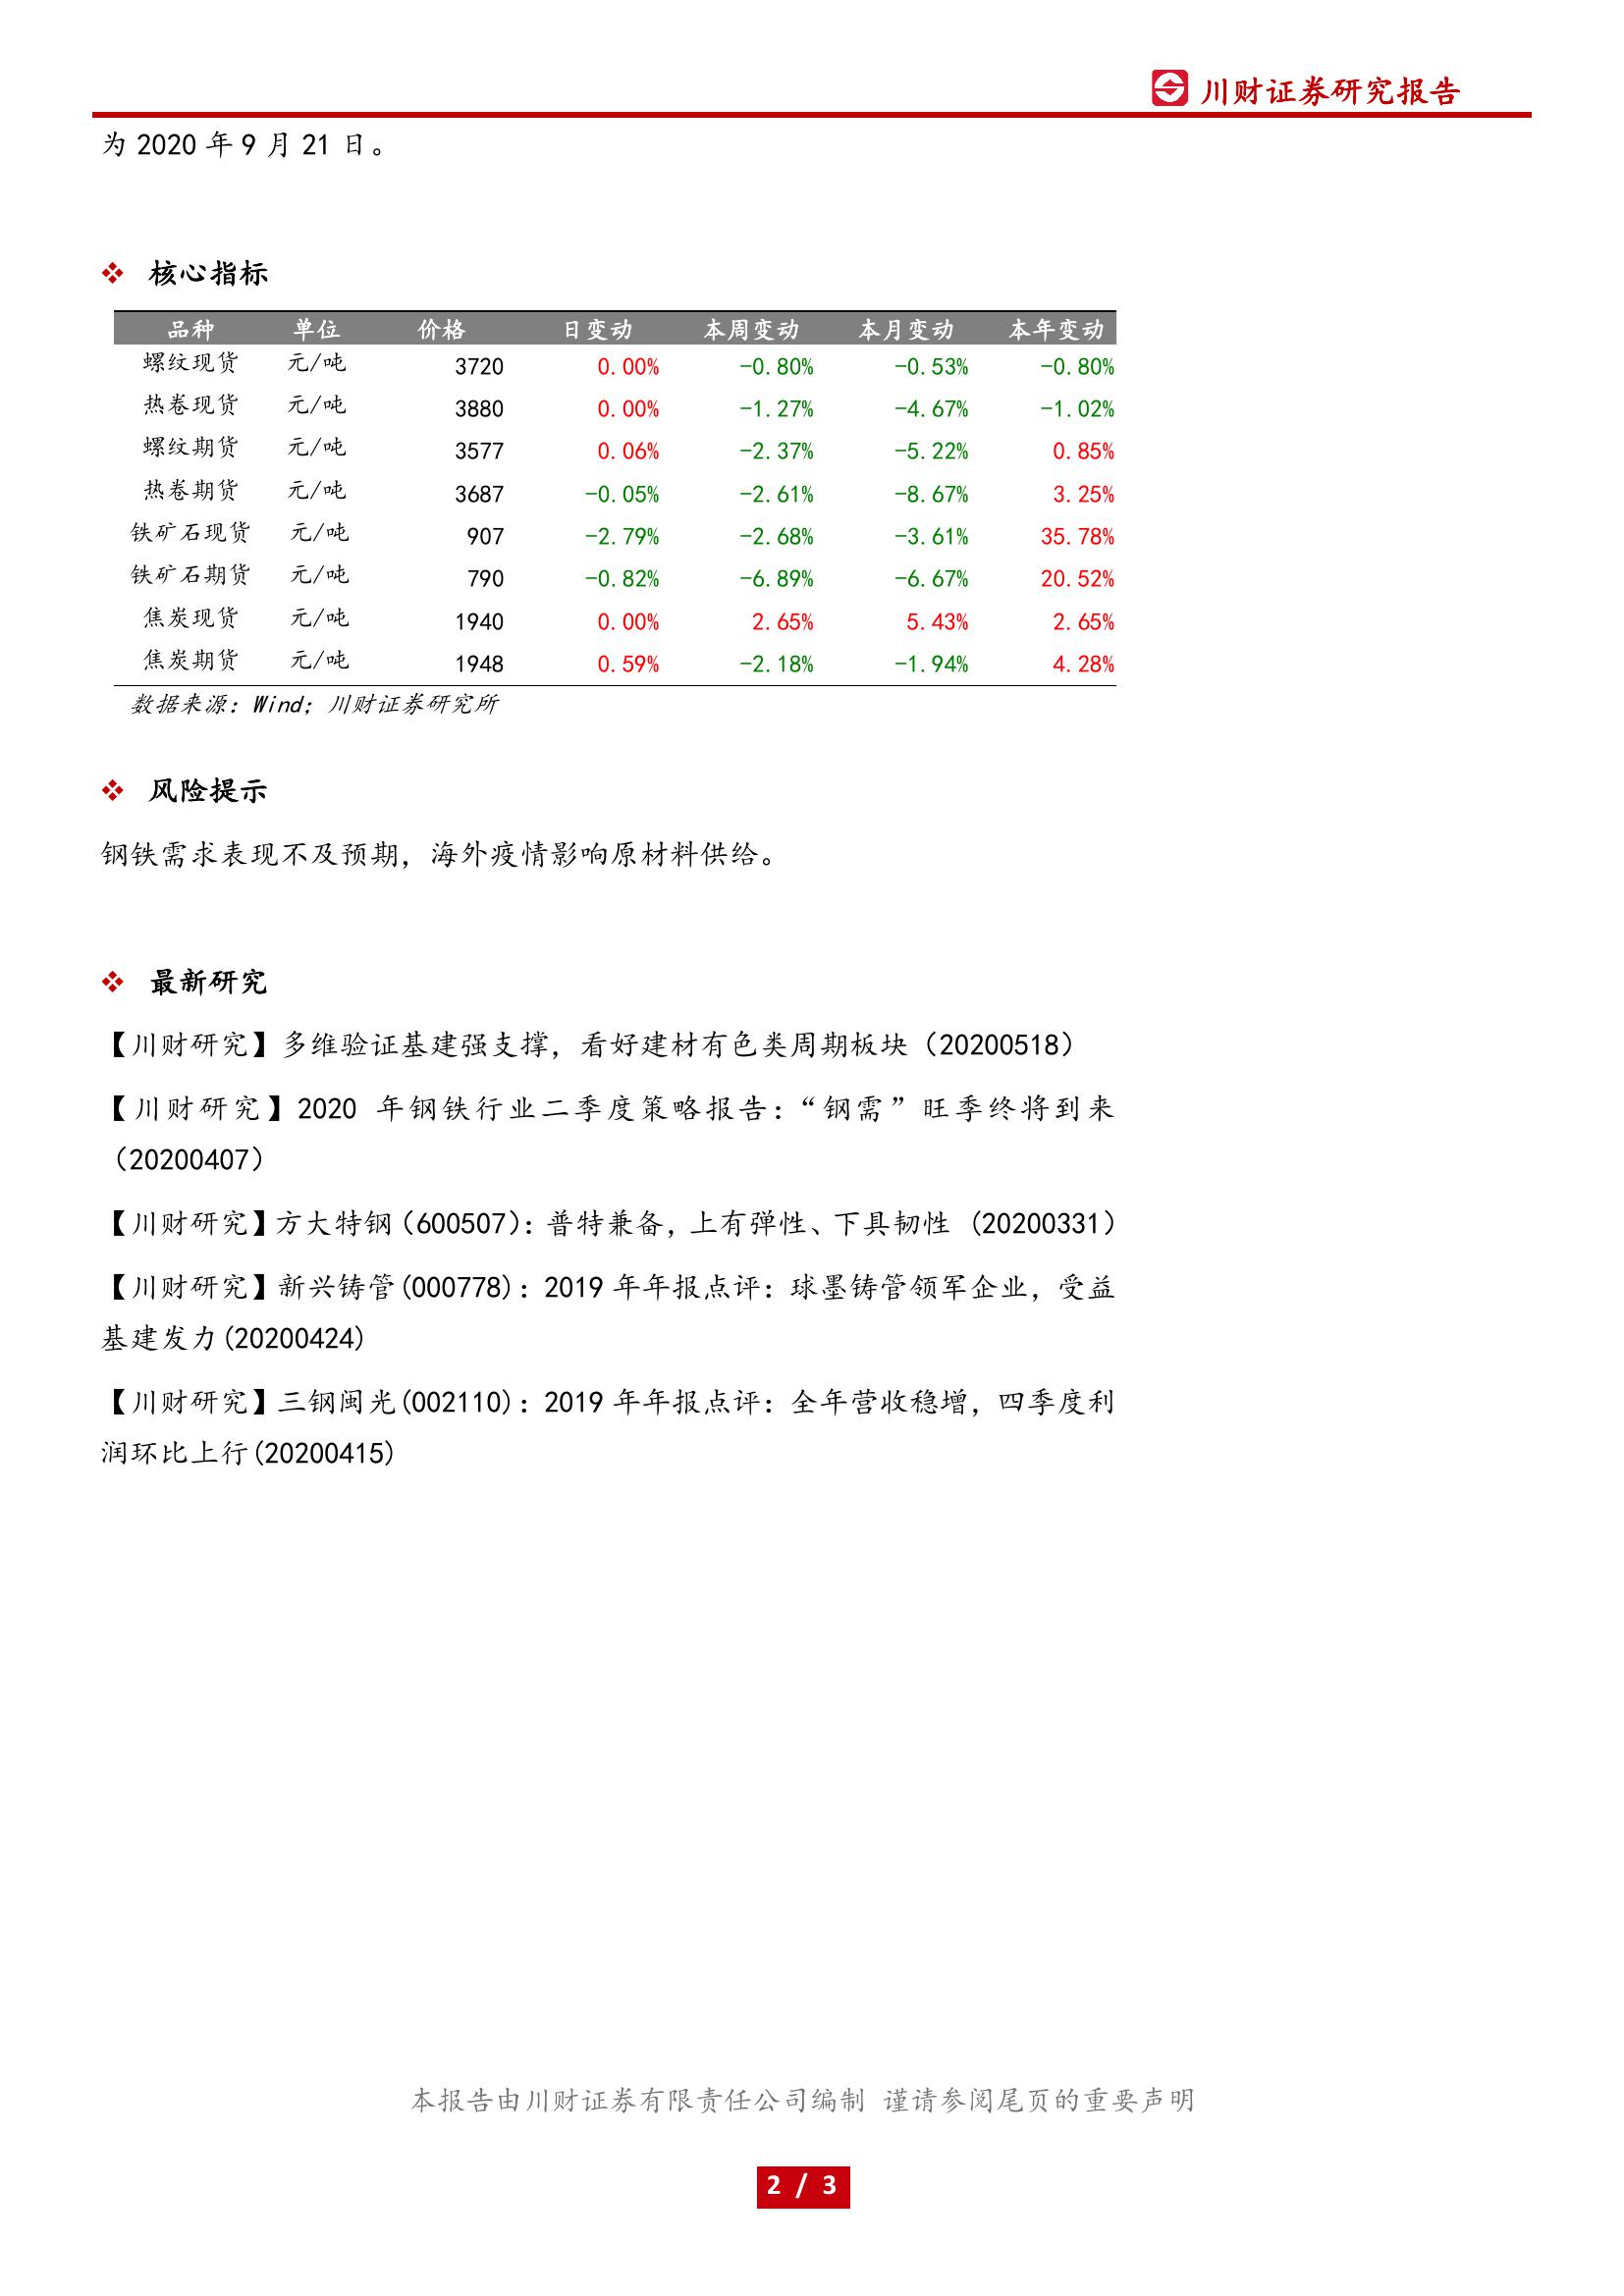 川财证券研究报告
为 2020 年 9 月 21 日。
❖ 核心指标
品种 单位 价格 日变动 本周变动 本月变动 本年变动
螺纹现货 元/吨 3720 0.00% -0.80% -0.53% -0.80%
热卷现货 元/吨 3880 0.00% -1.27% -4.67% -1.02%
螺纹期货 元/吨 3577 0.06% -2.37% -5.22% 0.85%
热卷期货 元/吨 3687 -0.05% -2.61% -8.67% 3.25%
铁矿石现货 元/吨 907 -2.79% -2.68% -3.61% 35.78%
铁矿石期货 元/吨 790 -0.82% -6.89% -6.67% 20.52%
焦炭现货 元/吨 1940 0.00% 2.65% 5.43% 2.65%
焦炭期货 元/吨 1948 0.59% -2.18% -1.94% 4.28%
数据来源：Wind；川财证券研究所
❖ 风险提示
钢铁需求表现不及预期，海外疫情影响原材料供给。
❖ 最新研究
【川财研究】多维验证基建强支撑，看好建材有色类周期板块（20200518）
【川财研究】2020 年钢铁行业二季度策略报告：“钢需”旺季终将到来
（20200407）
【川财研究】方大特钢（600507）：普特兼备，上有弹性、下具韧性 (20200331）
【川财研究】新兴铸管(000778)：2019 年年报点评：球墨铸管领军企业，受益
基建发力(20200424)
【川财研究】三钢闽光(002110)：2019 年年报点评：全年营收稳增，四季度利
润环比上行(20200415)
本报告由川财证券有限责任公司编制 谨请参阅尾页的重要声明
2 / 3